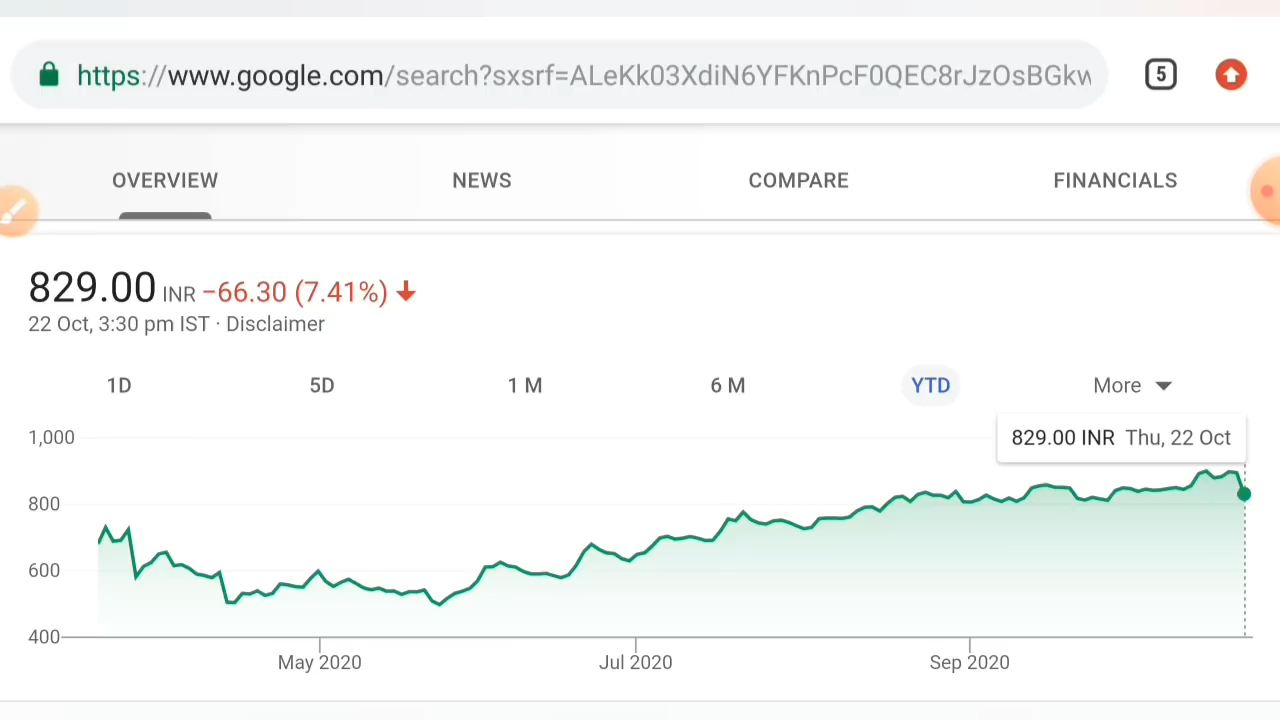 https://www.google.com/search?sxsrf=ALeKk03XdiN6YFKnPcF0QEC8rJzOsBGkw
5
OVERVIEW NEWS COMPARE FINANCIALS
829.00 INR −66.30 (7.41%)
22 Oct, 3:30 pm IST · Disclaimer
1D 5D 1 M 6 M YTD More
829.00 INR Thu, 22 Oct
1,000
800
600
400
May 2020 Jul 2020 Sep 2020